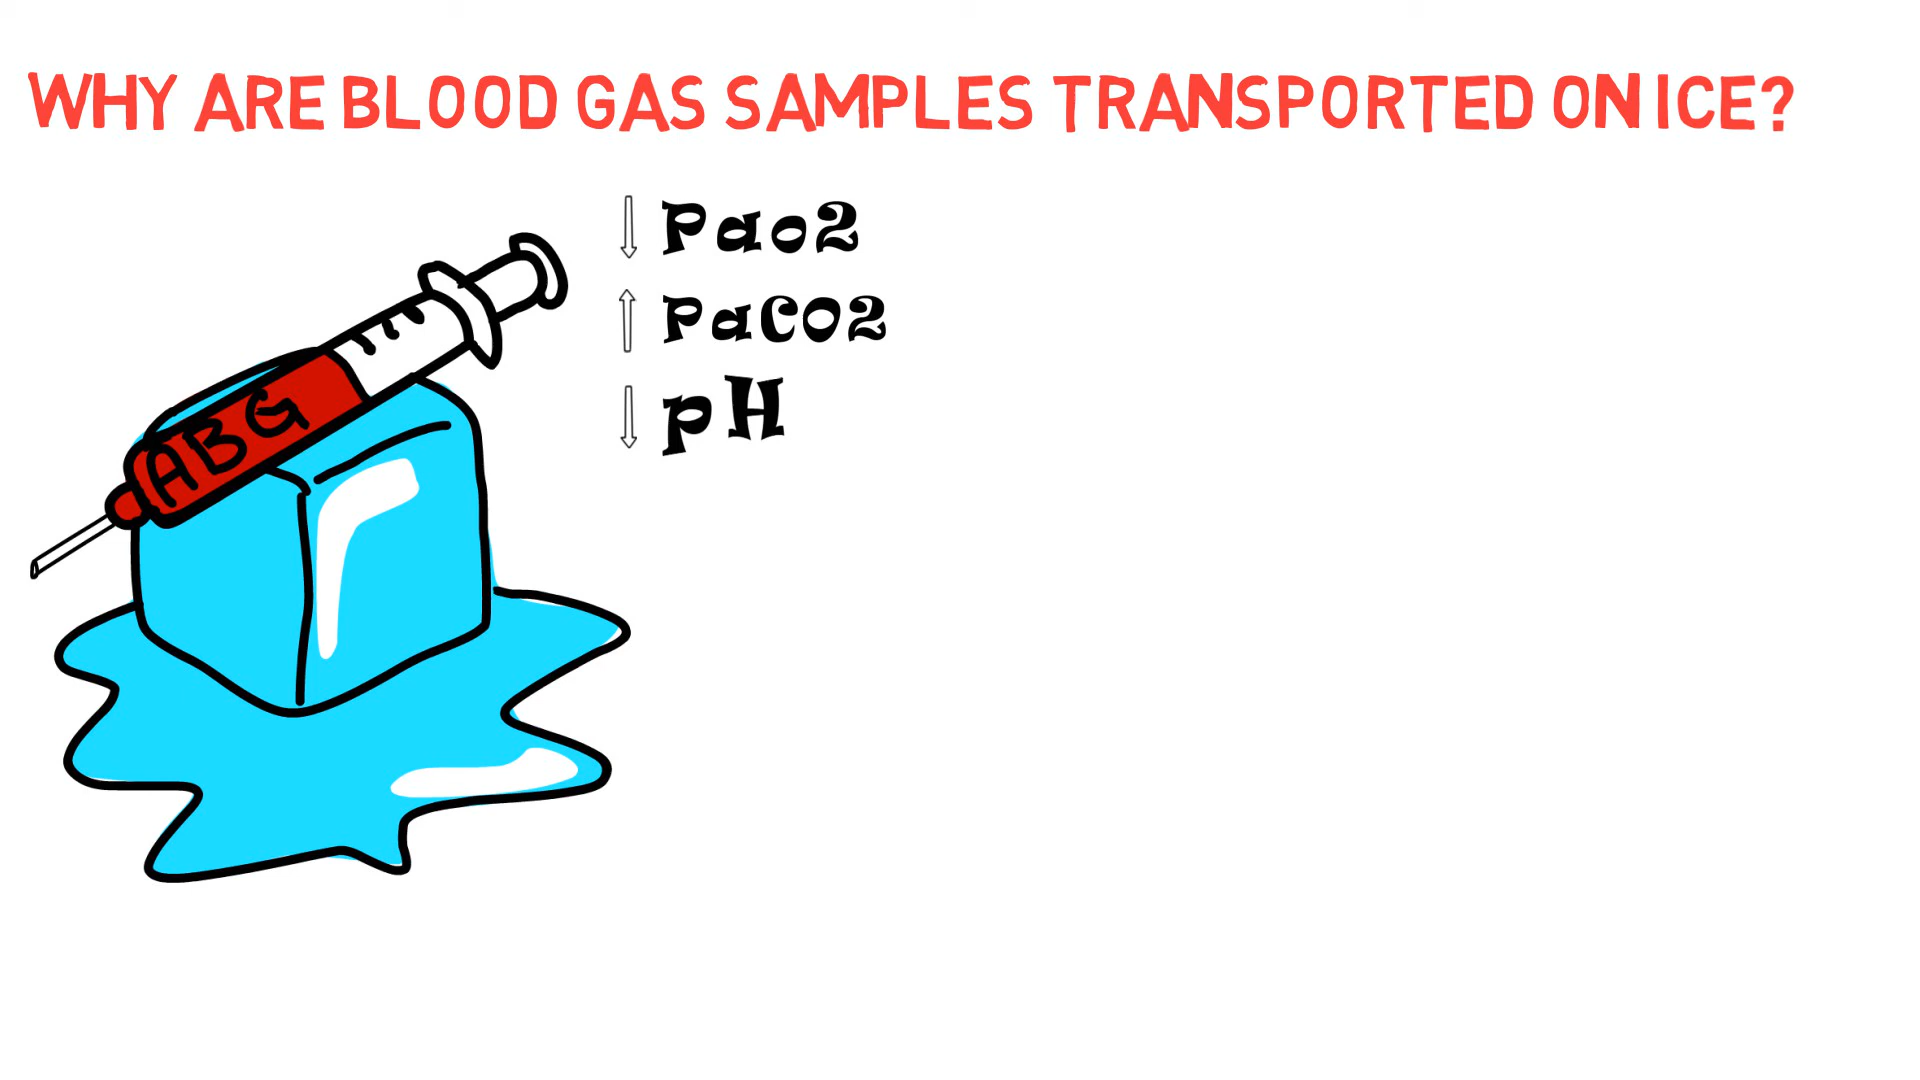 WHY ARE BLOOD GAS SAMPLES TRANSPORTED ON ICE?
↓ Pao2
↑ PaCO2
↓ pH
ABG